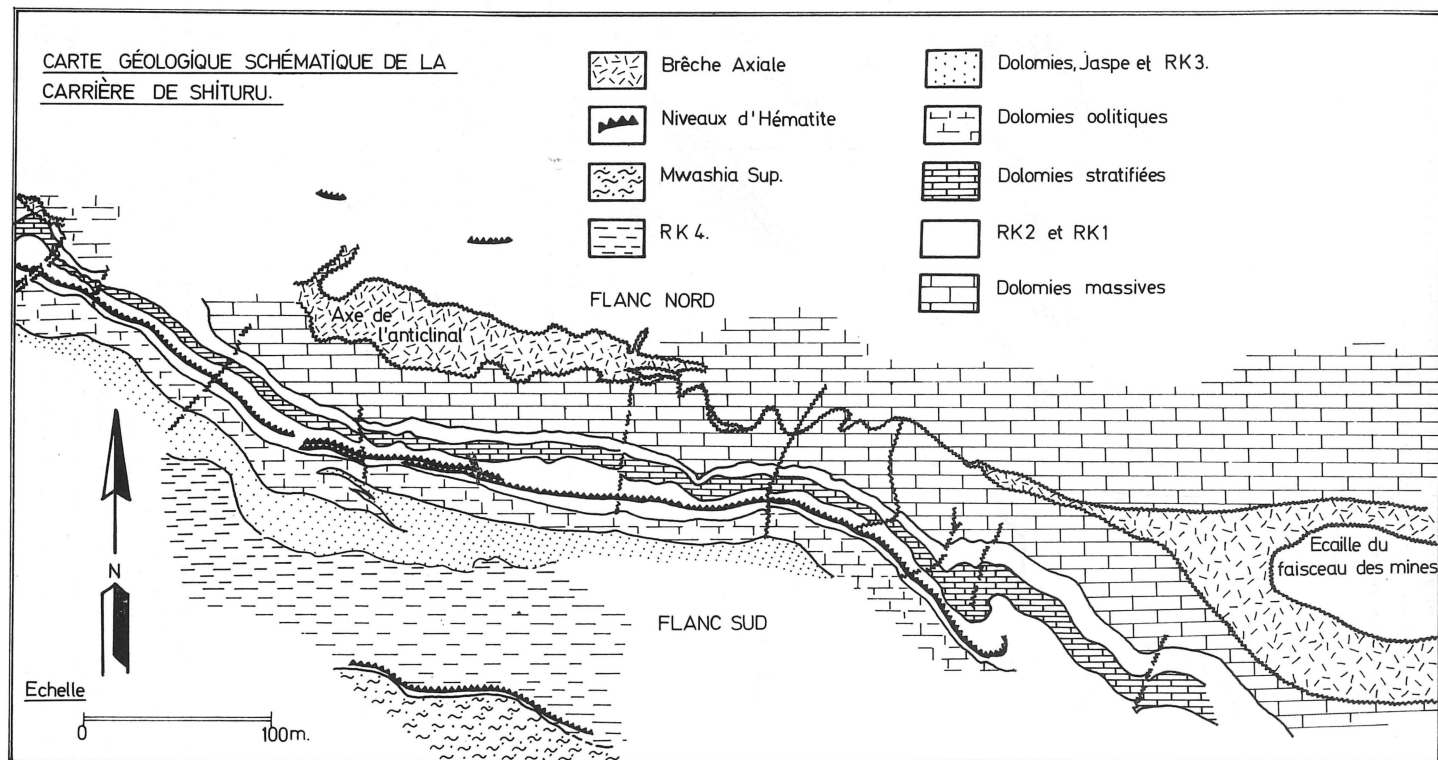 CARTE GÉOLOGIQUE SCHÉMATIQUE DE LA
CARRIÈRE DE SHITURU.
Brêche Axiale
Niveaux d'Hématite
Mwashia Sup.
RK 4.
Dolomies, Jaspe et RK3.
Dolomies oolitiques
Dolomies stratifiées
RK2 et RK1
Dolomies massives
FLANC NORD
Axe de
l'anticlinal
Ecaille du
faisceau des mines
FLANC SUD
N
Echelle
0 100m.